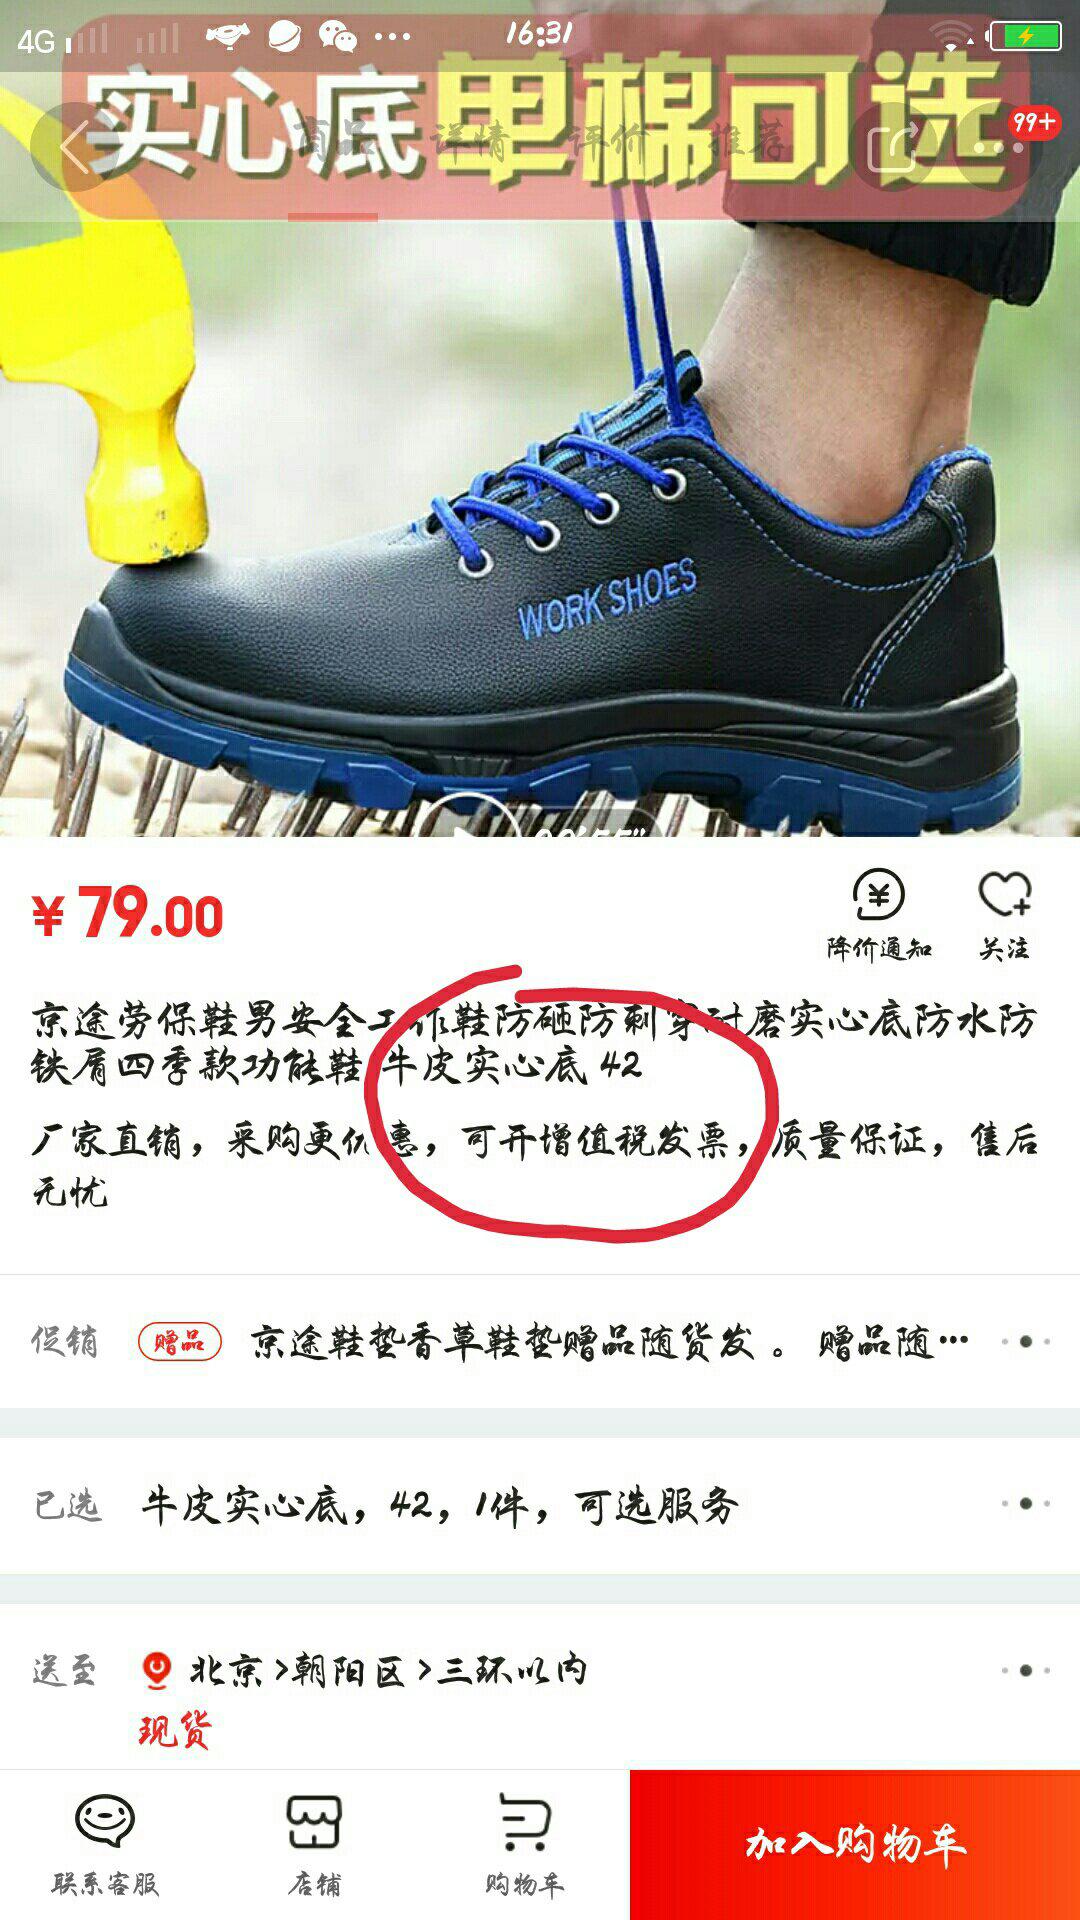 4G 16:31
实心底单棉可选
商品 详情 评价 推荐 99+
WORK SHOES
¥79.00
降价通知 关注
京途劳保鞋男安全工作鞋防砸防刺穿耐磨实心底防水防
铁屑四季款功能鞋 牛皮实心底 42
厂家直销，采购更优惠，可开增值税发票，质量保证，售后
无忧
促销 赠品 京途鞋垫香草鞋垫赠品随货发 。 赠品随…
已选 牛皮实心底，42，1件，可选服务
送至 北京>朝阳区>三环以内
现货
联系客服 店铺 购物车 加入购物车